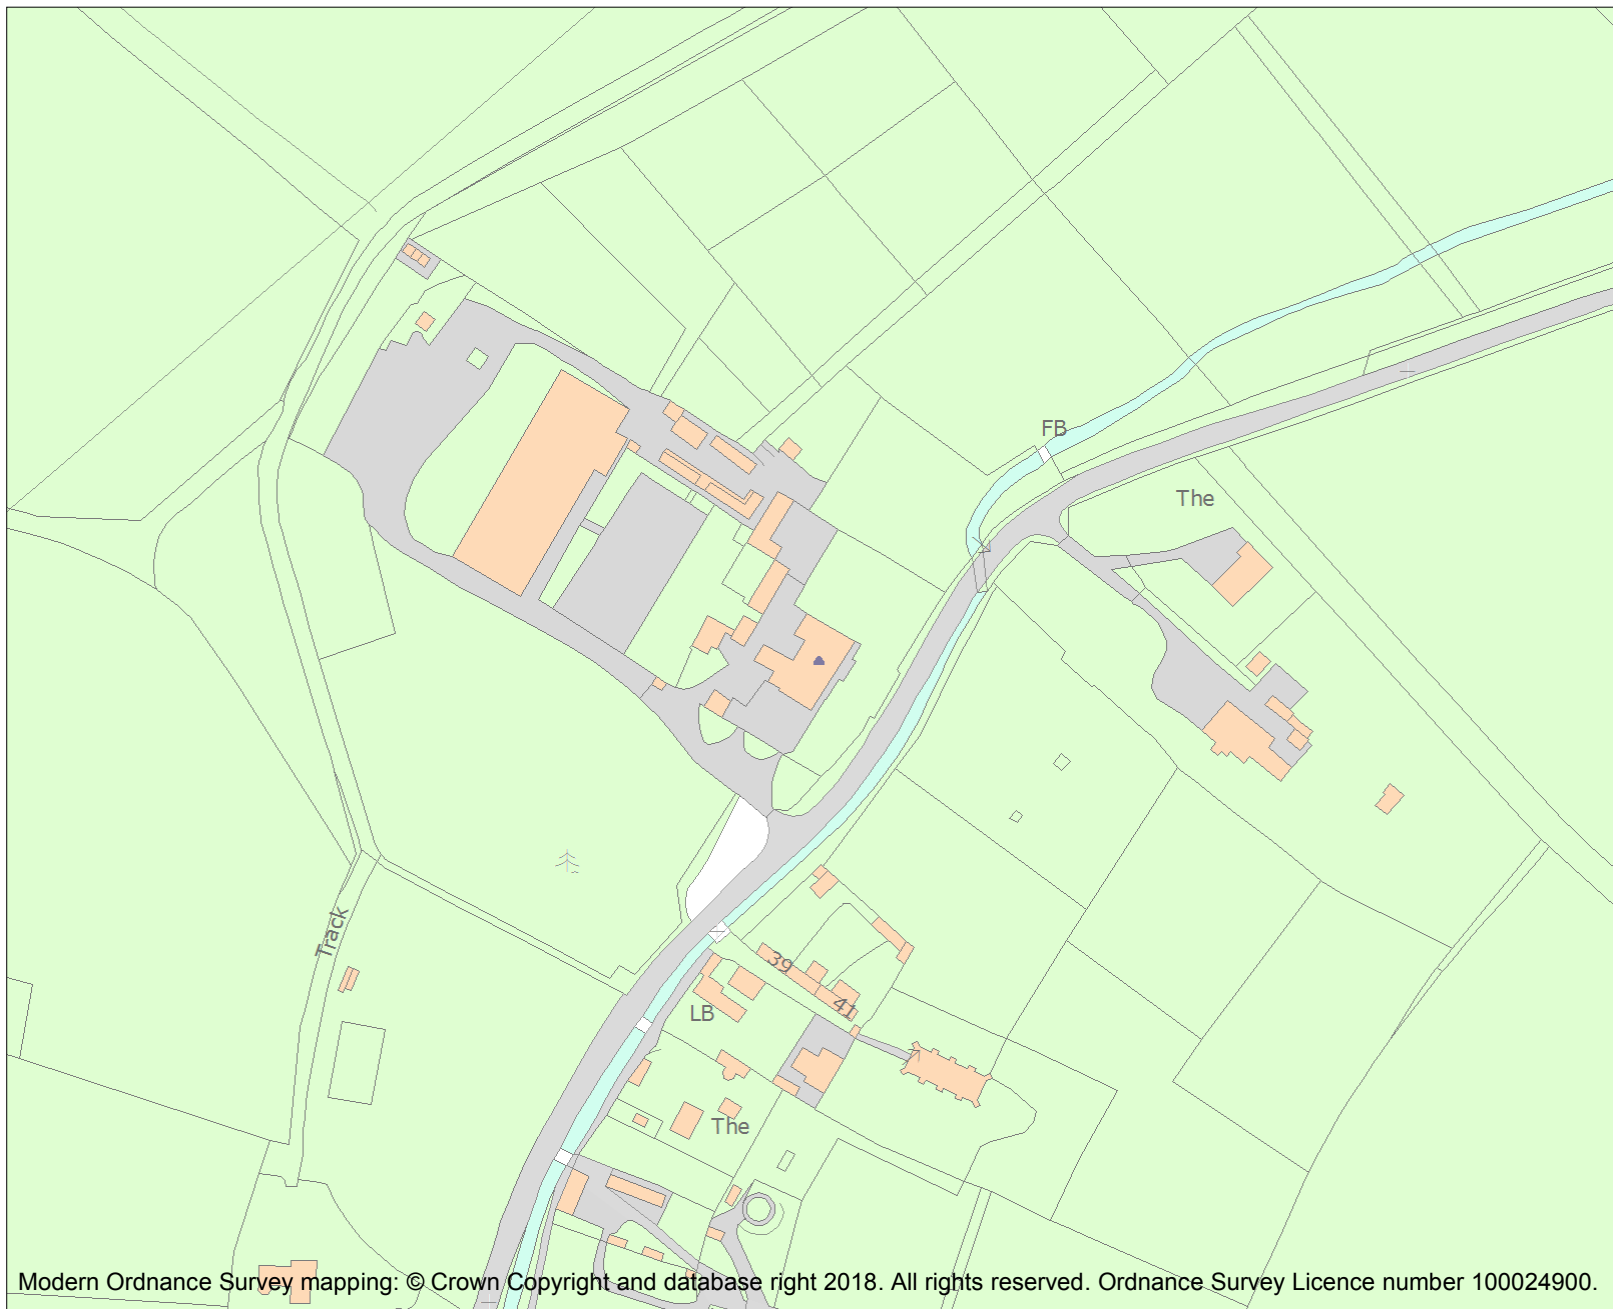 FB
The
Track
39
41
LB
The
Modern Ordnance Survey mapping: © Crown Copyright and database right 2018. All rights reserved. Ordnance Survey Licence number 100024900.